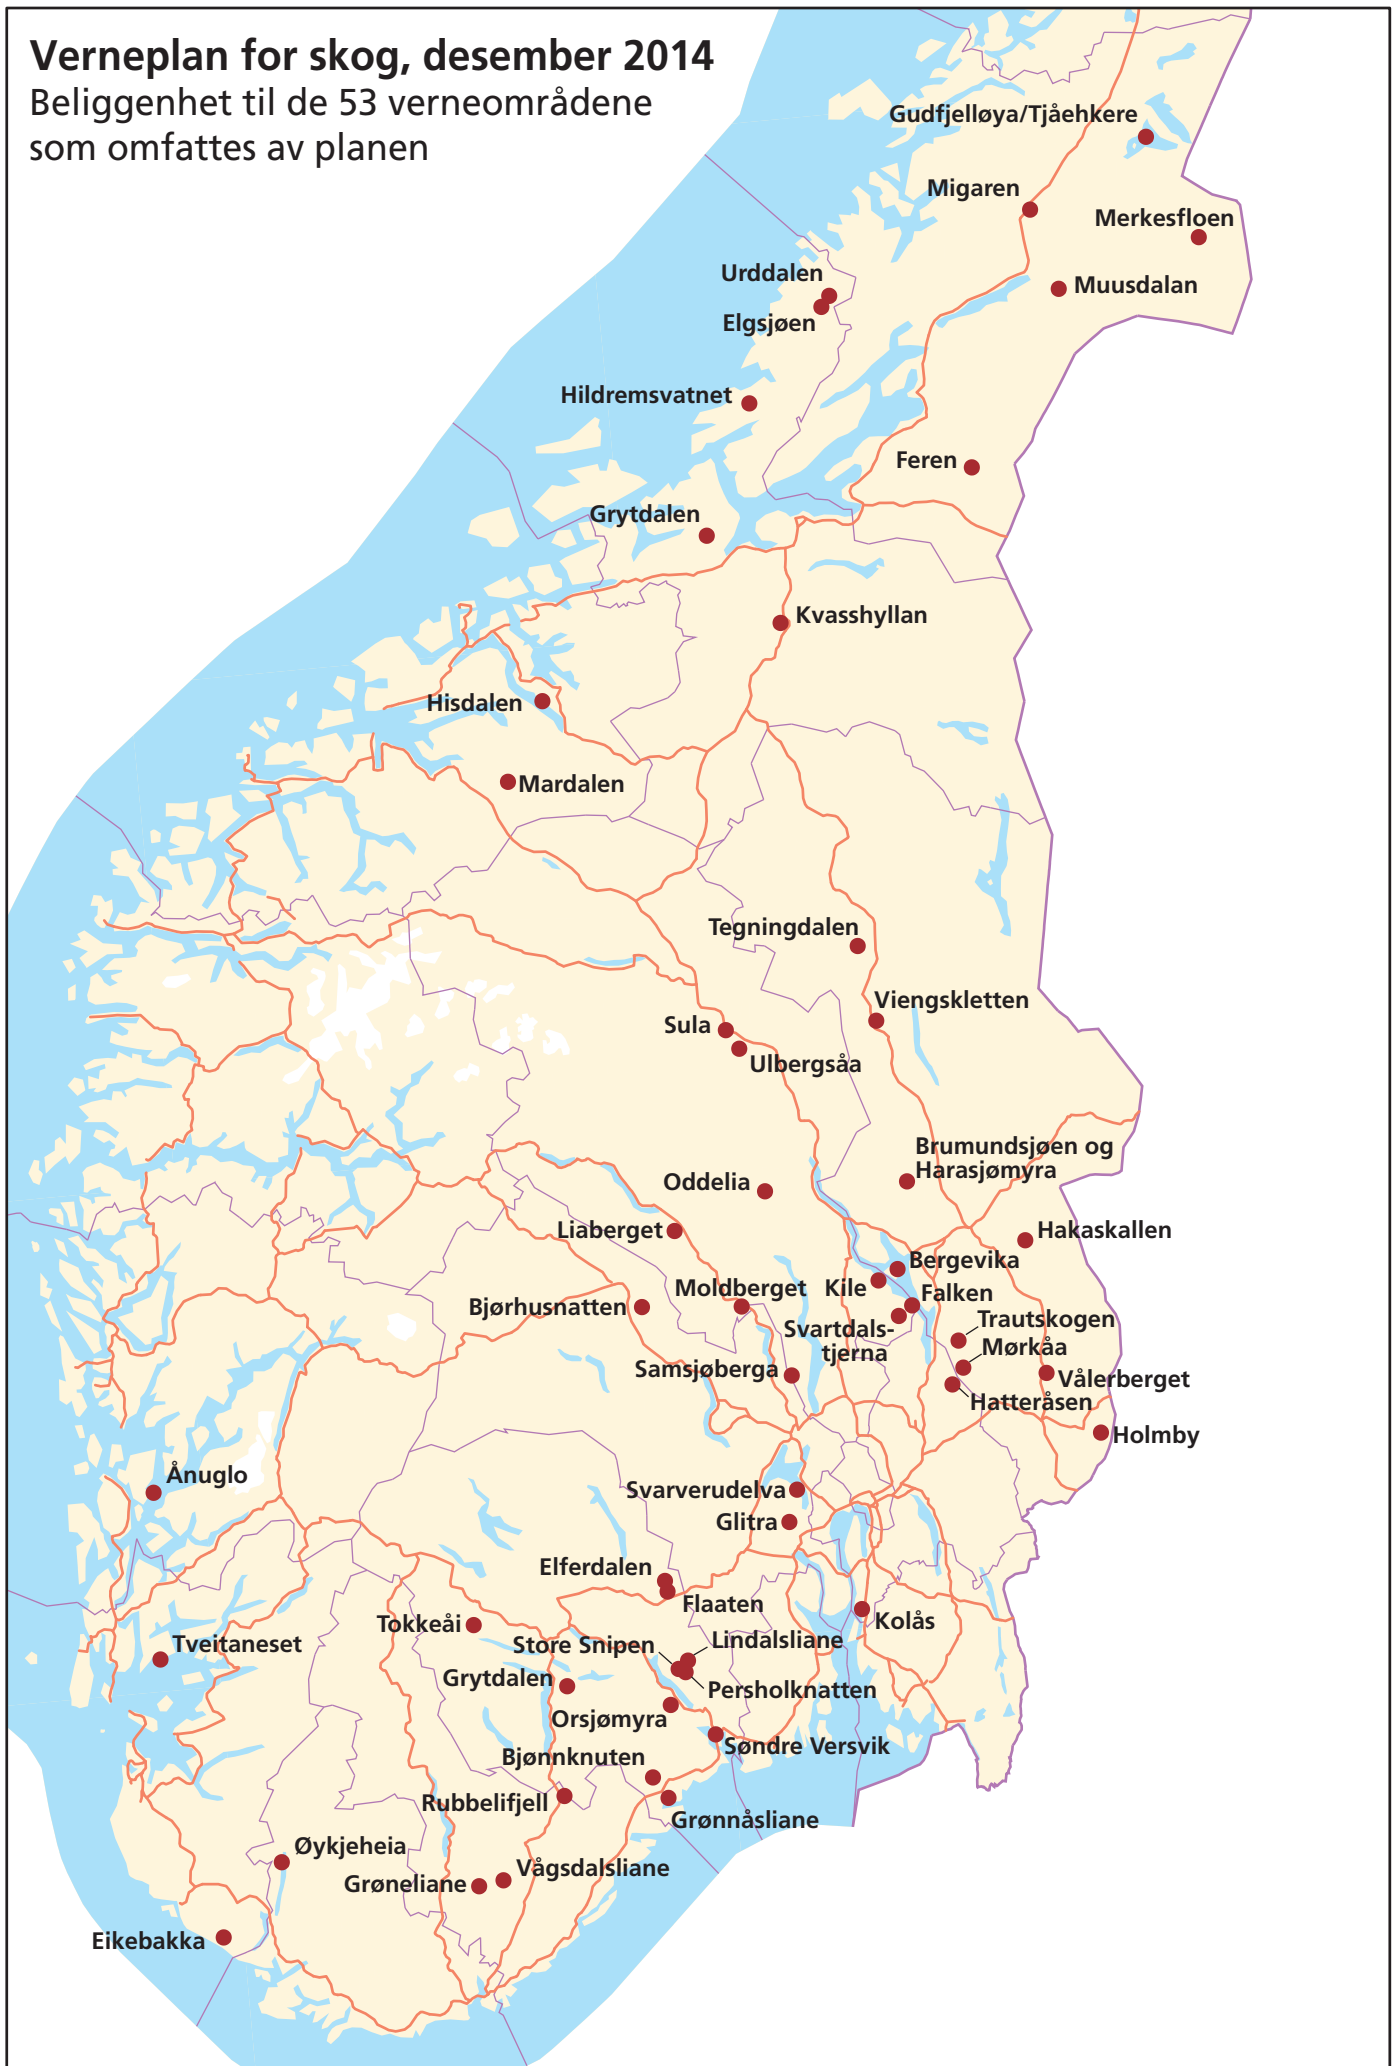 Verneplan for skog, desember 2014
Beliggenhet til de 53 verneområdene
som omfattes av planen
Gudfjelløya/Tjåehkere
Migaren
Merkesfloen
Urddalen
Muusdalan
Elgsjøen
Hildremsvatnet
Feren
Grytdalen
Kvasshyllan
Hisdalen
Mardalen
Tegningdalen
Viengskletten
Sula
Ulbergsåa
Brumundsjøen og
Harasjømyra
Oddelia
Liaberget
Hakaskallen
Bergevika
Kile
Moldberget
Falken
Bjørhusnatten
Trautskogen
Svartdals-
tjerna
Mørkåa
Samsjøberga
Vålerberget
Hatteråsen
Holmby
Ånuglo
Svarverudelva
Glitra
Elferdalen
Flaaten
Tokkeåi
Kolås
Store Snipen
Lindalsliane
Tveitaneset
Grytdalen
Persholknatten
Orsjømyra
Søndre Versvik
Bjønnknuten
Rubbelifjell
Grønnåsliane
Øykjeheia
Vågsdalsliane
Grøneliane
Eikebakka